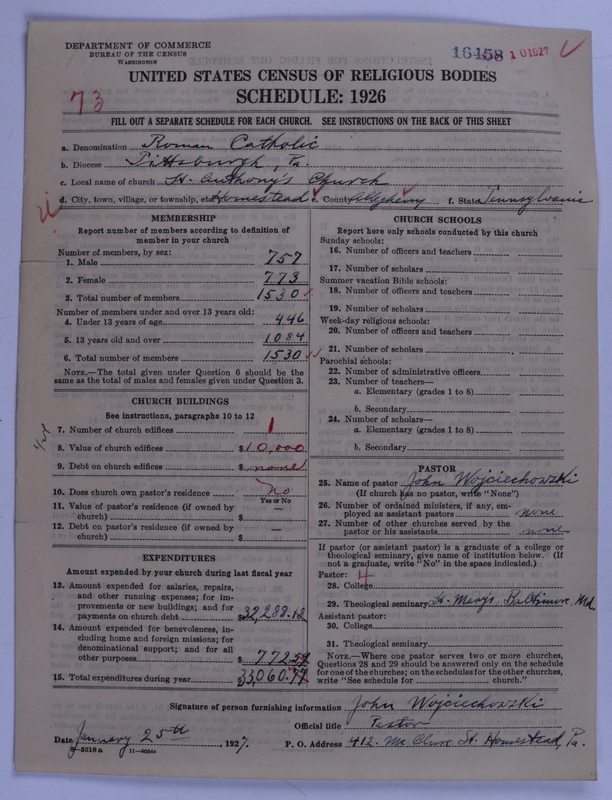 DEPARTMENT OF COMMERCE
BUREAU OF THE CENSUS
WASHINGTON
16458
UNITED STATES CENSUS OF RELIGIOUS BODIES
SCHEDULE: 1926
73
FILL OUT A SEPARATE SCHEDULE FOR EACH CHURCH. SEE INSTRUCTIONS ON THE BACK OF THIS SHEET
a. Denomination Roman Catholic
b. Diocese Pittsburgh, Pa.
c. Local name of church St. Anthony's Church
d. City, town, village, or township, etc. Homestead e. County Allegheny f. State Pennsylvania
MEMBERSHIP
Report number of members according to definition of
member in your church
Number of members, by sex:
1. Male 757
2. Female 773
3. Total number of members 1530
Number of members under and over 13 years old:
4. Under 13 years of age 446
5. 13 years old and over 1084
6. Total number of members 1530
NOTE.—The total given under Question 6 should be
same as the total of males and females given under Question 3.
CHURCH BUILDINGS
See instructions, paragraphs 10 to 12
7. Number of church edifices 1
8. Value of church edifices $10,000
9. Debt on church edifices $ none
10. Does church own pastor's residence no
Yes or No
11. Value of pastor's residence (if owned by
church) $ —
12. Debt on pastor's residence (if owned by
church) $ —
EXPENDITURES
Amount expended by your church during last fiscal year
13. Amount expended for salaries, repairs,
and other running expenses; for im-
provements or new buildings; and for
payments on church debt $32,288.12
14. Amount expended for benevolences, in-
cluding home and foreign missions; for
denominational support; and for all
other purposes $ 772.59
15. Total expenditures during year $33,060.71
CHURCH SCHOOLS
Report here only schools conducted by this church
Sunday schools:
16. Number of officers and teachers
17. Number of scholars
Summer vacation Bible schools:
18. Number of officers and teachers
19. Number of scholars
Week-day religious schools:
20. Number of officers and teachers
21. Number of scholars
Parochial schools:
22. Number of administrative officers
23. Number of teachers—
a. Elementary (grades 1 to 8)
b. Secondary
24. Number of scholars—
a. Elementary (grades 1 to 8)
b. Secondary
PASTOR
25. Name of pastor John Wojciechowski
(If church has no pastor, write "None")
26. Number of ordained ministers, if any, em-
ployed as assistant pastors none
27. Number of other churches served by the
pastor or his assistants none
If pastor (or assistant pastor) is a graduate of a college or
theological seminary, give name of institution below. (If
not a graduate, write "No" in the space indicated.)
Pastor: 4
28. College
29. Theological seminary St. Marys. Baltimore, Md
Assistant pastor:
30. College
31. Theological seminary
NOTE.—Where one pastor serves two or more churches,
Questions 28 and 29 should be answered only on the schedule
for one of the churches; on the schedules for the other churches,
write "See schedule for church."
Signature of person furnishing information John Wojciechowski
Official title Pastor
Date January 25th, 1927. P. O. Address 412. Mc Clure St. Homestead, Pa.